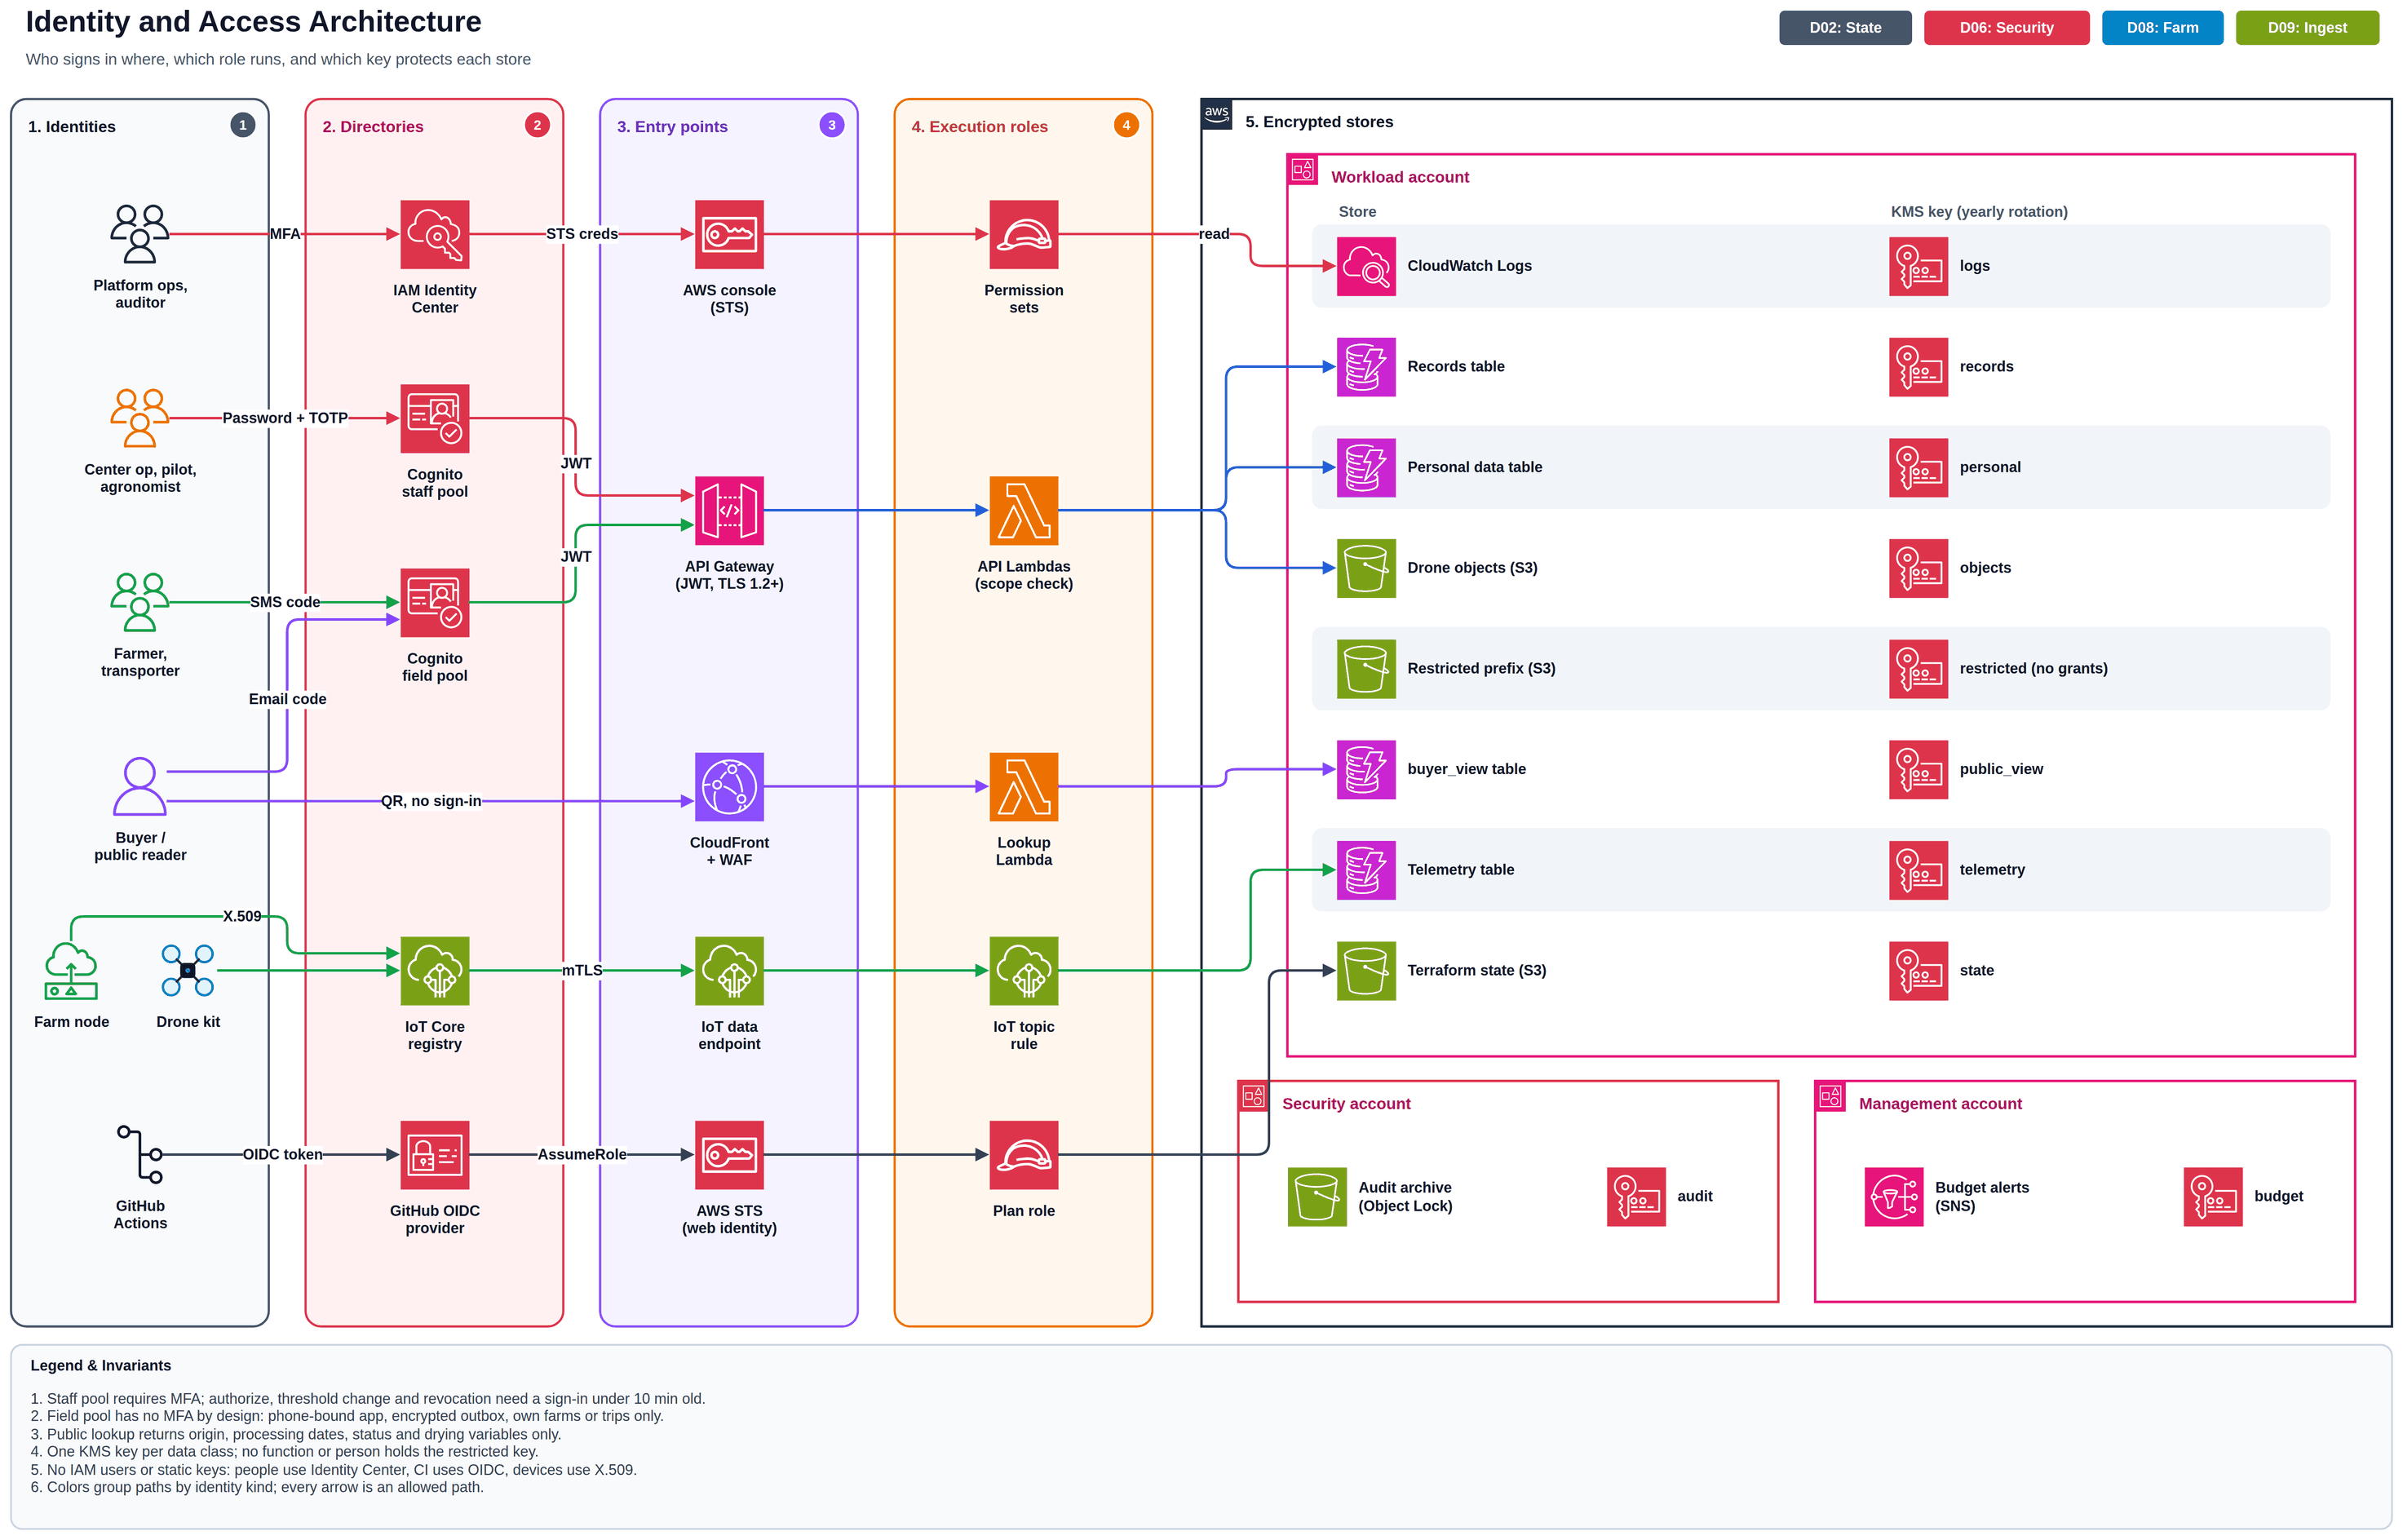 Identity and Access Architecture
Who signs in where, which role runs, and which key protects each store
D02: State
D06: Security
D08: Farm
D09: Ingest
1. Identities
1
2. Directories
2
3. Entry points
3
4. Execution roles
4
aws
5. Encrypted stores
Workload account
Store
KMS key (yearly rotation)
Platform ops,
auditor
MFA
IAM Identity
Center
STS creds
AWS console
(STS)
Permission
sets
read
CloudWatch Logs
logs
Records table
records
Center op, pilot,
agronomist
Password + TOTP
Cognito
staff pool
JWT
Personal data table
personal
API Gateway
(JWT, TLS 1.2+)
API Lambdas
(scope check)
Drone objects (S3)
objects
Farmer,
transporter
SMS code
Cognito
field pool
JWT
Restricted prefix (S3)
restricted (no grants)
Email code
Buyer /
public reader
QR, no sign-in
CloudFront
+ WAF
Lookup
Lambda
buyer_view table
public_view
Telemetry table
telemetry
X.509
Farm node
Drone kit
IoT Core
registry
mTLS
IoT data
endpoint
IoT topic
rule
Terraform state (S3)
state
GitHub
Actions
OIDC token
GitHub OIDC
provider
AssumeRole
AWS STS
(web identity)
Plan role
Security account
Audit archive
(Object Lock)
audit
Management account
Budget alerts
(SNS)
budget
Legend & Invariants
1. Staff pool requires MFA; authorize, threshold change and revocation need a sign-in under 10 min old.
2. Field pool has no MFA by design: phone-bound app, encrypted outbox, own farms or trips only.
3. Public lookup returns origin, processing dates, status and drying variables only.
4. One KMS key per data class; no function or person holds the restricted key.
5. No IAM users or static keys: people use Identity Center, CI uses OIDC, devices use X.509.
6. Colors group paths by identity kind; every arrow is an allowed path.